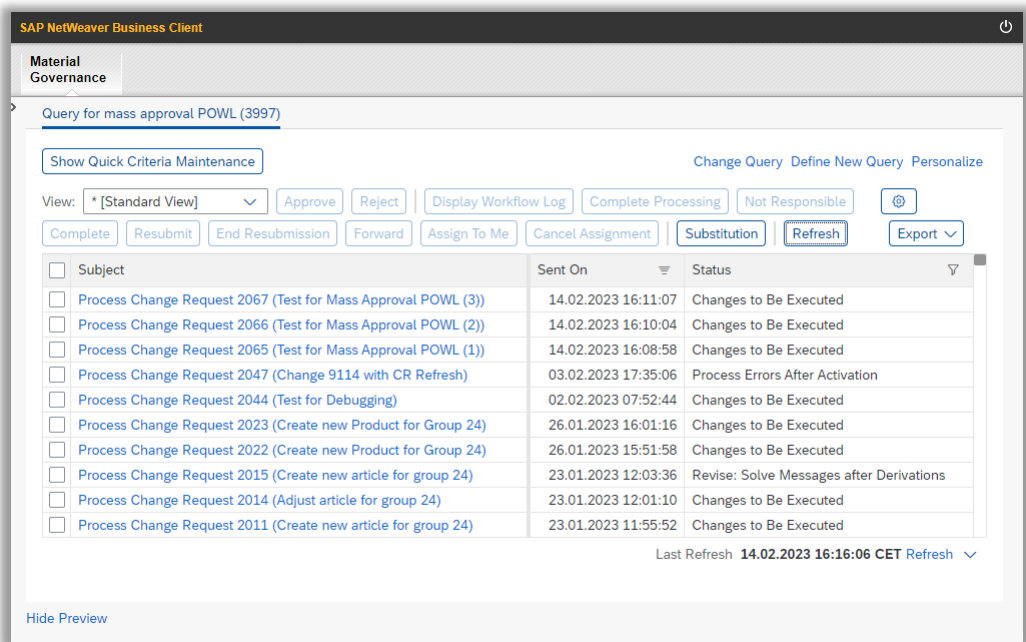 SAP NetWeaver Business Client
Material
Governance
Query for mass approval POWL (3997)
Show Quick Criteria Maintenance Change Query Define New Query Personalize
View: * [Standard View] Approve Reject Display Workflow Log Complete Processing Not Responsible
Complete Resubmit End Resubmission Forward Assign To Me Cancel Assignment Substitution Refresh Export
Subject Sent On Status
Process Change Request 2067 (Test for Mass Approval POWL (3)) 14.02.2023 16:11:07 Changes to Be Executed
Process Change Request 2066 (Test for Mass Approval POWL (2)) 14.02.2023 16:10:04 Changes to Be Executed
Process Change Request 2065 (Test for Mass Approval POWL (1)) 14.02.2023 16:08:58 Changes to Be Executed
Process Change Request 2047 (Change 9114 with CR Refresh) 03.02.2023 17:35:06 Process Errors After Activation
Process Change Request 2044 (Test for Debugging) 02.02.2023 07:52:44 Changes to Be Executed
Process Change Request 2023 (Create new Product for Group 24) 26.01.2023 16:01:16 Changes to Be Executed
Process Change Request 2022 (Create new Product for Group 24) 26.01.2023 15:51:58 Changes to Be Executed
Process Change Request 2015 (Create new article for group 24) 23.01.2023 12:03:36 Revise: Solve Messages after Derivations
Process Change Request 2014 (Adjust article for group 24) 23.01.2023 12:01:10 Changes to Be Executed
Process Change Request 2011 (Create new article for group 24) 23.01.2023 11:55:52 Changes to Be Executed
Last Refresh 14.02.2023 16:16:06 CET Refresh
Hide Preview